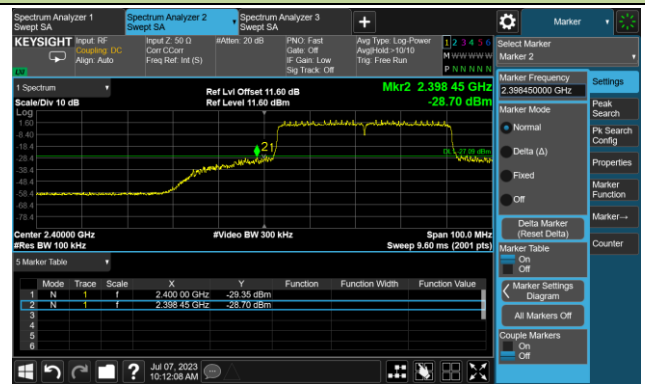 Spectrum Analyzer 1
Swept SA
Spectrum Analyzer 2
Swept SA
Spectrum Analyzer 3
Swept SA
+
Marker
KEYSIGHT
Input: RF
Coupling: DC
Align: Auto
Input Z: 50 Ω
Corr CCorr
Freq Ref: Int (S)
#Atten: 20 dB
PNO: Fast
Gate: Off
IF Gain: Low
Sig Track: Off
Avg Type: Log-Power
Avg|Hold:>10/10
Trig: Free Run
1 2 3 4 5 6
M W W W W W
P N N N N N
Select Marker
Marker 2
1 Spectrum
Scale/Div 10 dB
Log
Ref Lvl Offset 11.60 dB
Ref Level 11.60 dBm
Mkr2 2.398 45 GHz
-28.70 dBm
1.60
-8.40
-18.4
-28.4
-38.4
-48.4
-58.4
-68.4
-78.4
2
1
DL1 -27.09 dBm
Center 2.40000 GHz
#Res BW 100 kHz
#Video BW 300 kHz
Span 100.0 MHz
Sweep 9.60 ms (2001 pts)
5 Marker Table
Mode Trace Scale X Y Function Function Width Function Value
1 N 1 f 2.400 00 GHz -29.35 dBm
2 N 1 f 2.398 45 GHz -28.70 dBm
3
4
5
6
Marker Frequency
2.398450000 GHz
Marker Mode
Normal
Delta (Δ)
Fixed
Off
Delta Marker
(Reset Delta)
Marker Table
On
Off
Marker Settings
Diagram
All Markers Off
Couple Markers
On
Off
Settings
Peak
Search
Pk Search
Config
Properties
Marker
Function
Marker→
Counter
?
Jul 07, 2023
10:12:08 AM